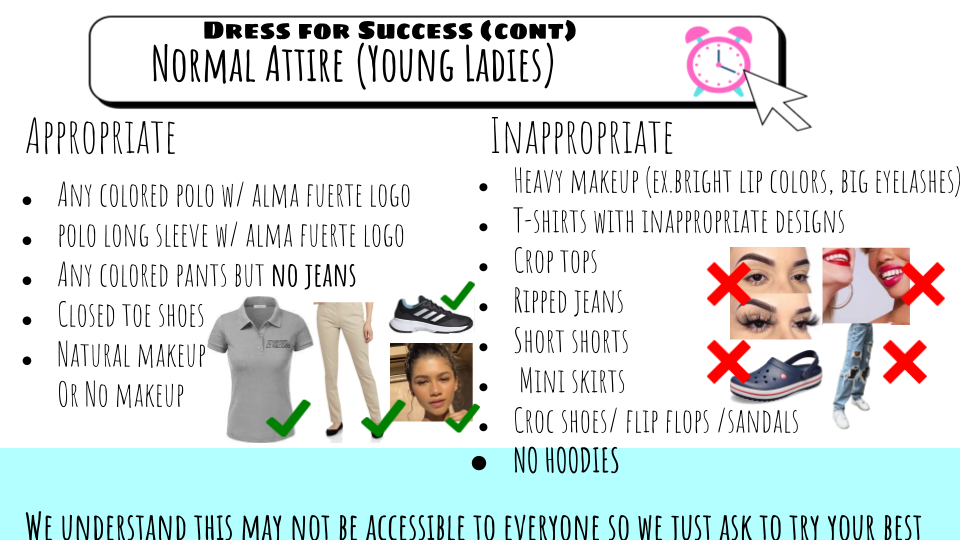 Dress for Success (cont)
Normal Attire (Young Ladies)
Appropriate
• Any colored polo w/ Alma Fuerte logo
• polo long sleeve w/ Alma Fuerte logo
• Any colored pants but no jeans
• Closed toe shoes
• Natural makeup
Or No makeup
Inappropriate
• Heavy makeup (ex.bright lip colors, big eyelashes)
• T-shirts with inappropriate designs
• Crop tops
• Ripped jeans
• Short shorts
• Mini skirts
• Croc shoes/ flip flops /sandals
• NO HOODIES
We understand this may not be accessible to everyone so we just ask to try your best